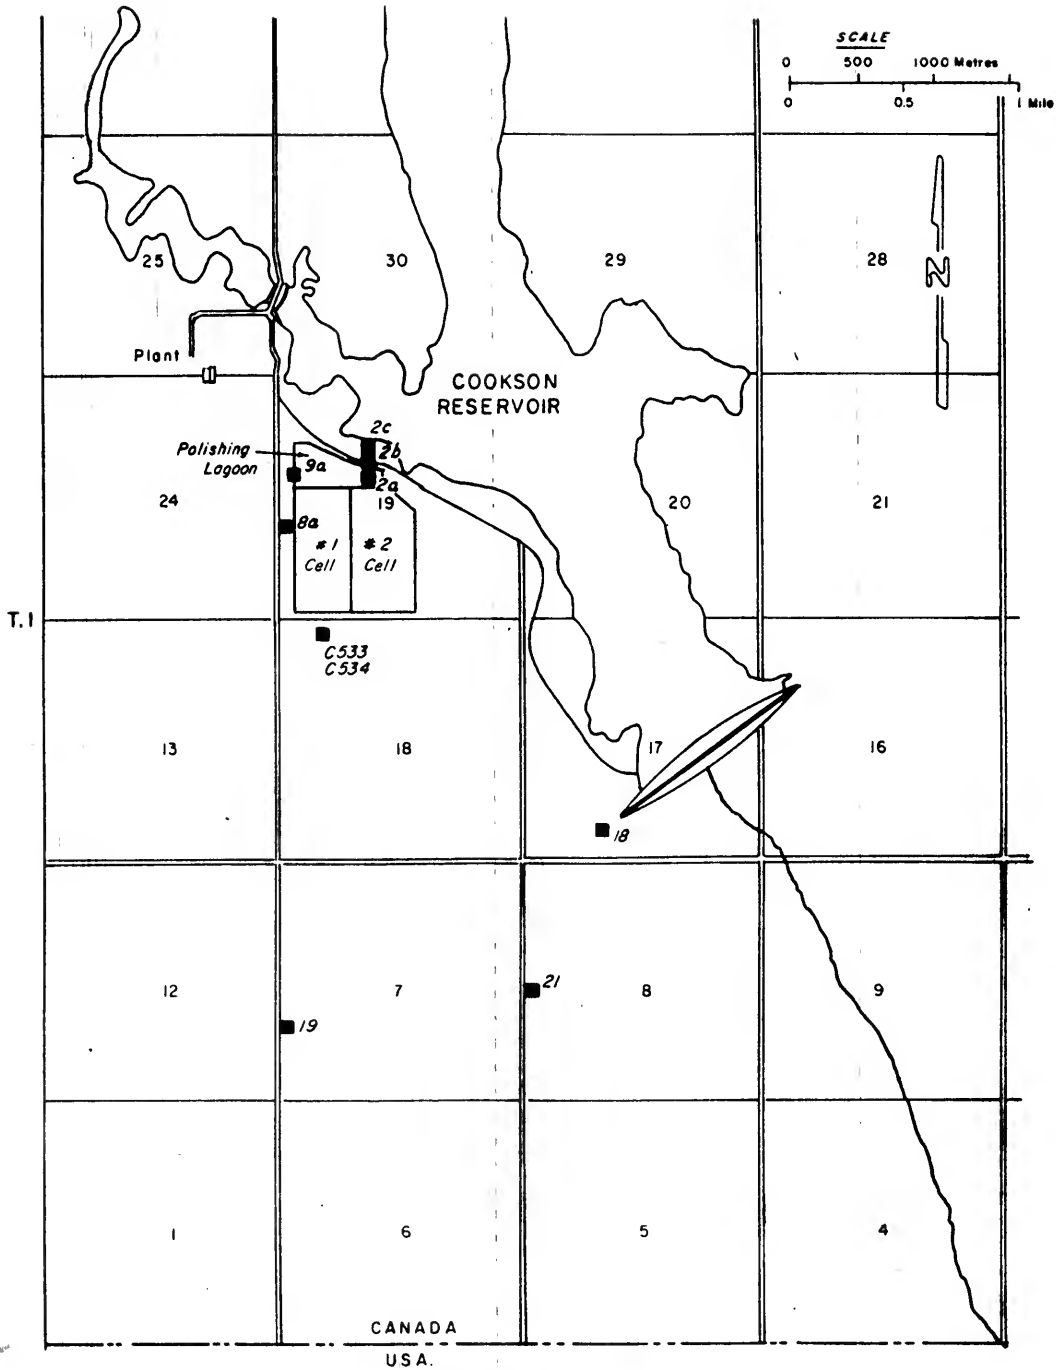 SCALE
0 500 1000 Metres
0 0.5 1 Mile
N
25
30
29
28
Plant
COOKSON
RESERVOIR
2c
2b
Polishing
Lagoon
9a
2a
24
19
20
21
8a
#1
Cell
#2
Cell
T.1
C533
C534
13
18
17
16
18
12
7
21
8
9
19
1
6
5
4
CANADA
U.S.A.